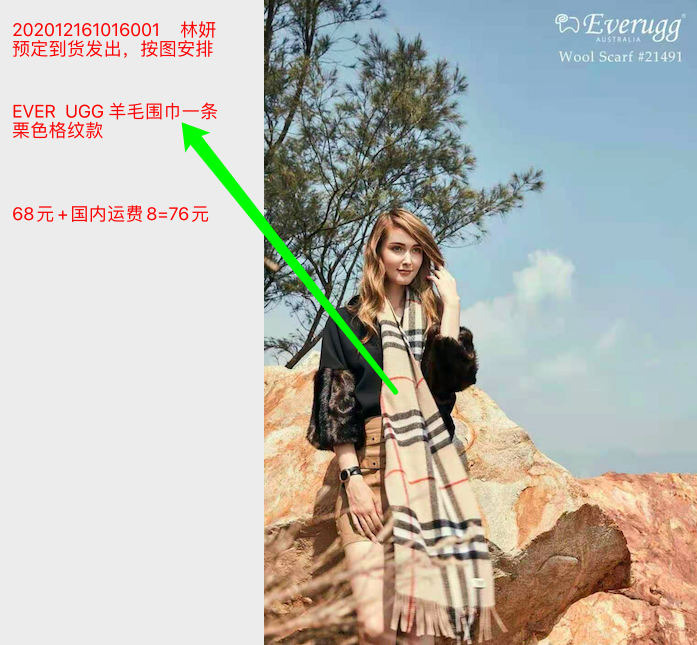 202012161016001 林妍
预定到货发出，按图安排
EVER UGG 羊毛围巾一条
栗色格纹款
68元+国内运费8=76元
Everugg
AUSTRALIA
Wool Scarf #21491